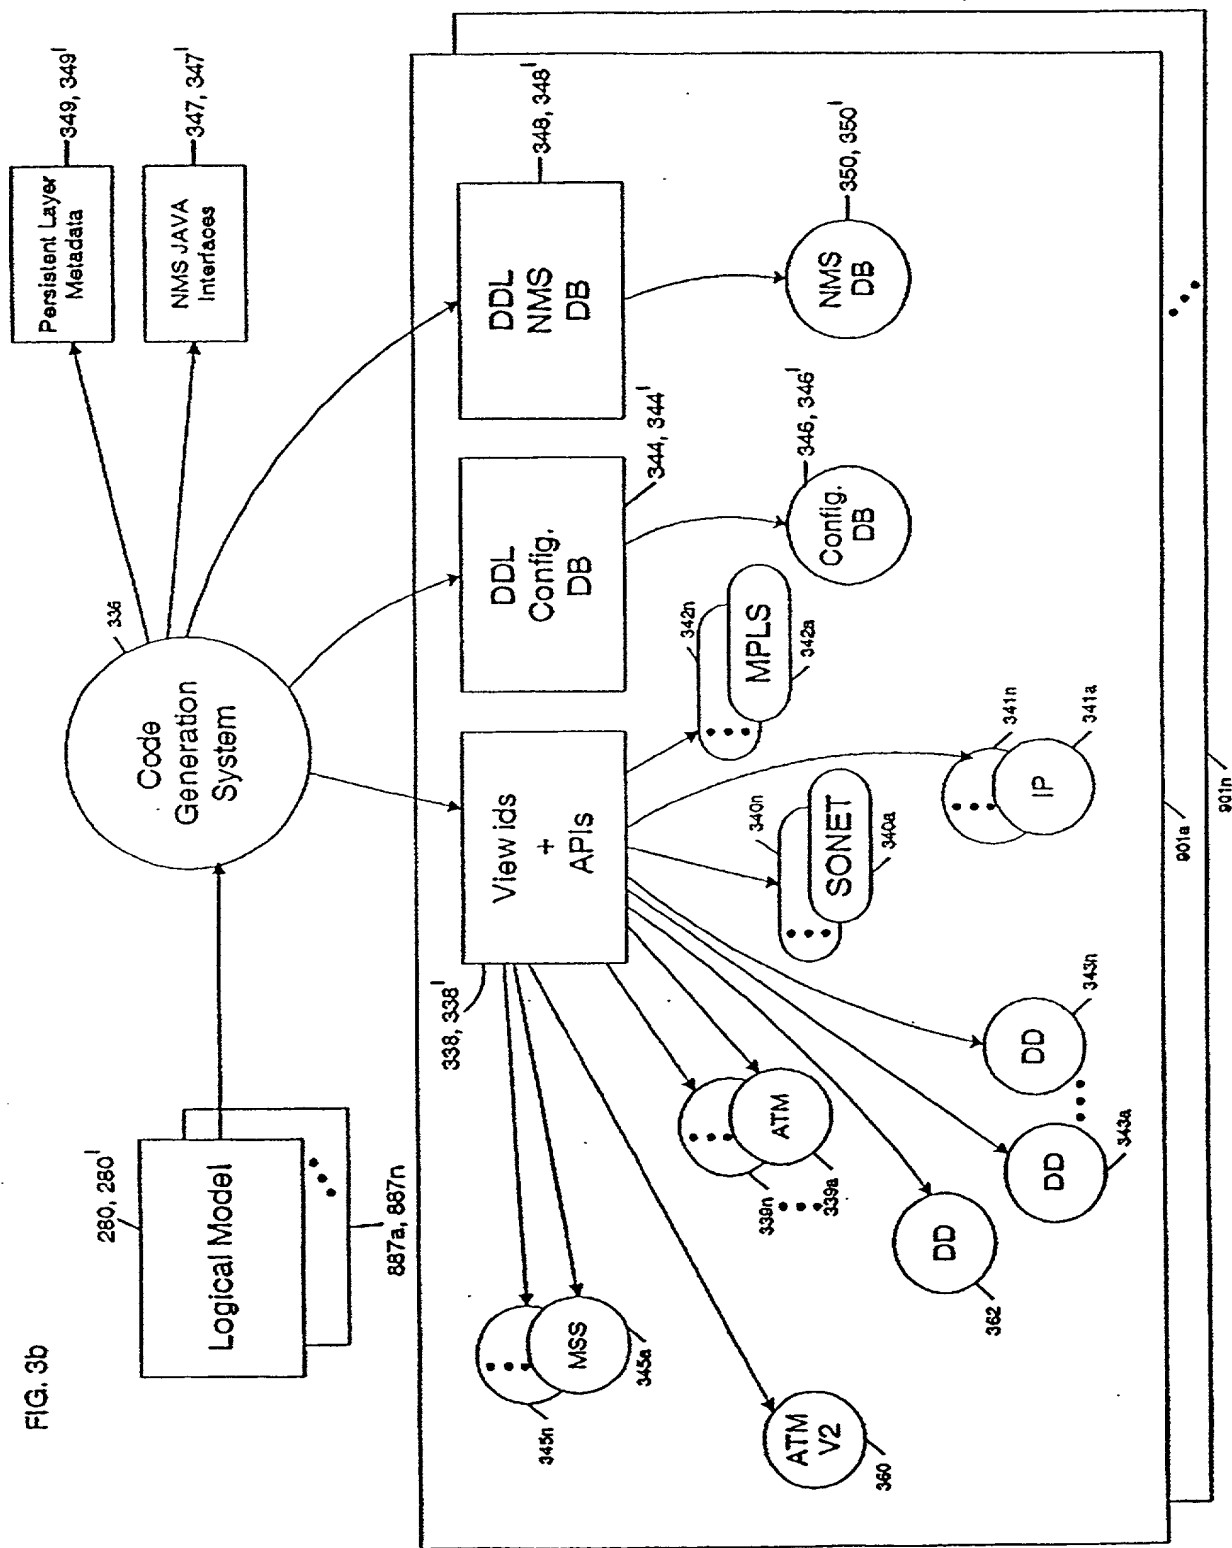 FIG. 3b
280, 280'
Logical Model
887a, 887n
Code
Generation
System
336
Persistent Layer
Metadata
349, 349'
NMS JAVA
Interfaces
347, 347'
View ids
+
APIs
338, 338'
DDL
Config.
DB
344, 344'
DDL
NMS
DB
348, 348'
MSS
345n
345a
ATM
V2
360
ATM
339n
339a
DD
362
DD
343a
DD
343n
SONET
340n
340a
IP
341n
341a
MPLS
342n
342a
Config.
DB
346, 346'
NMS
DB
350, 350'
901a
901n